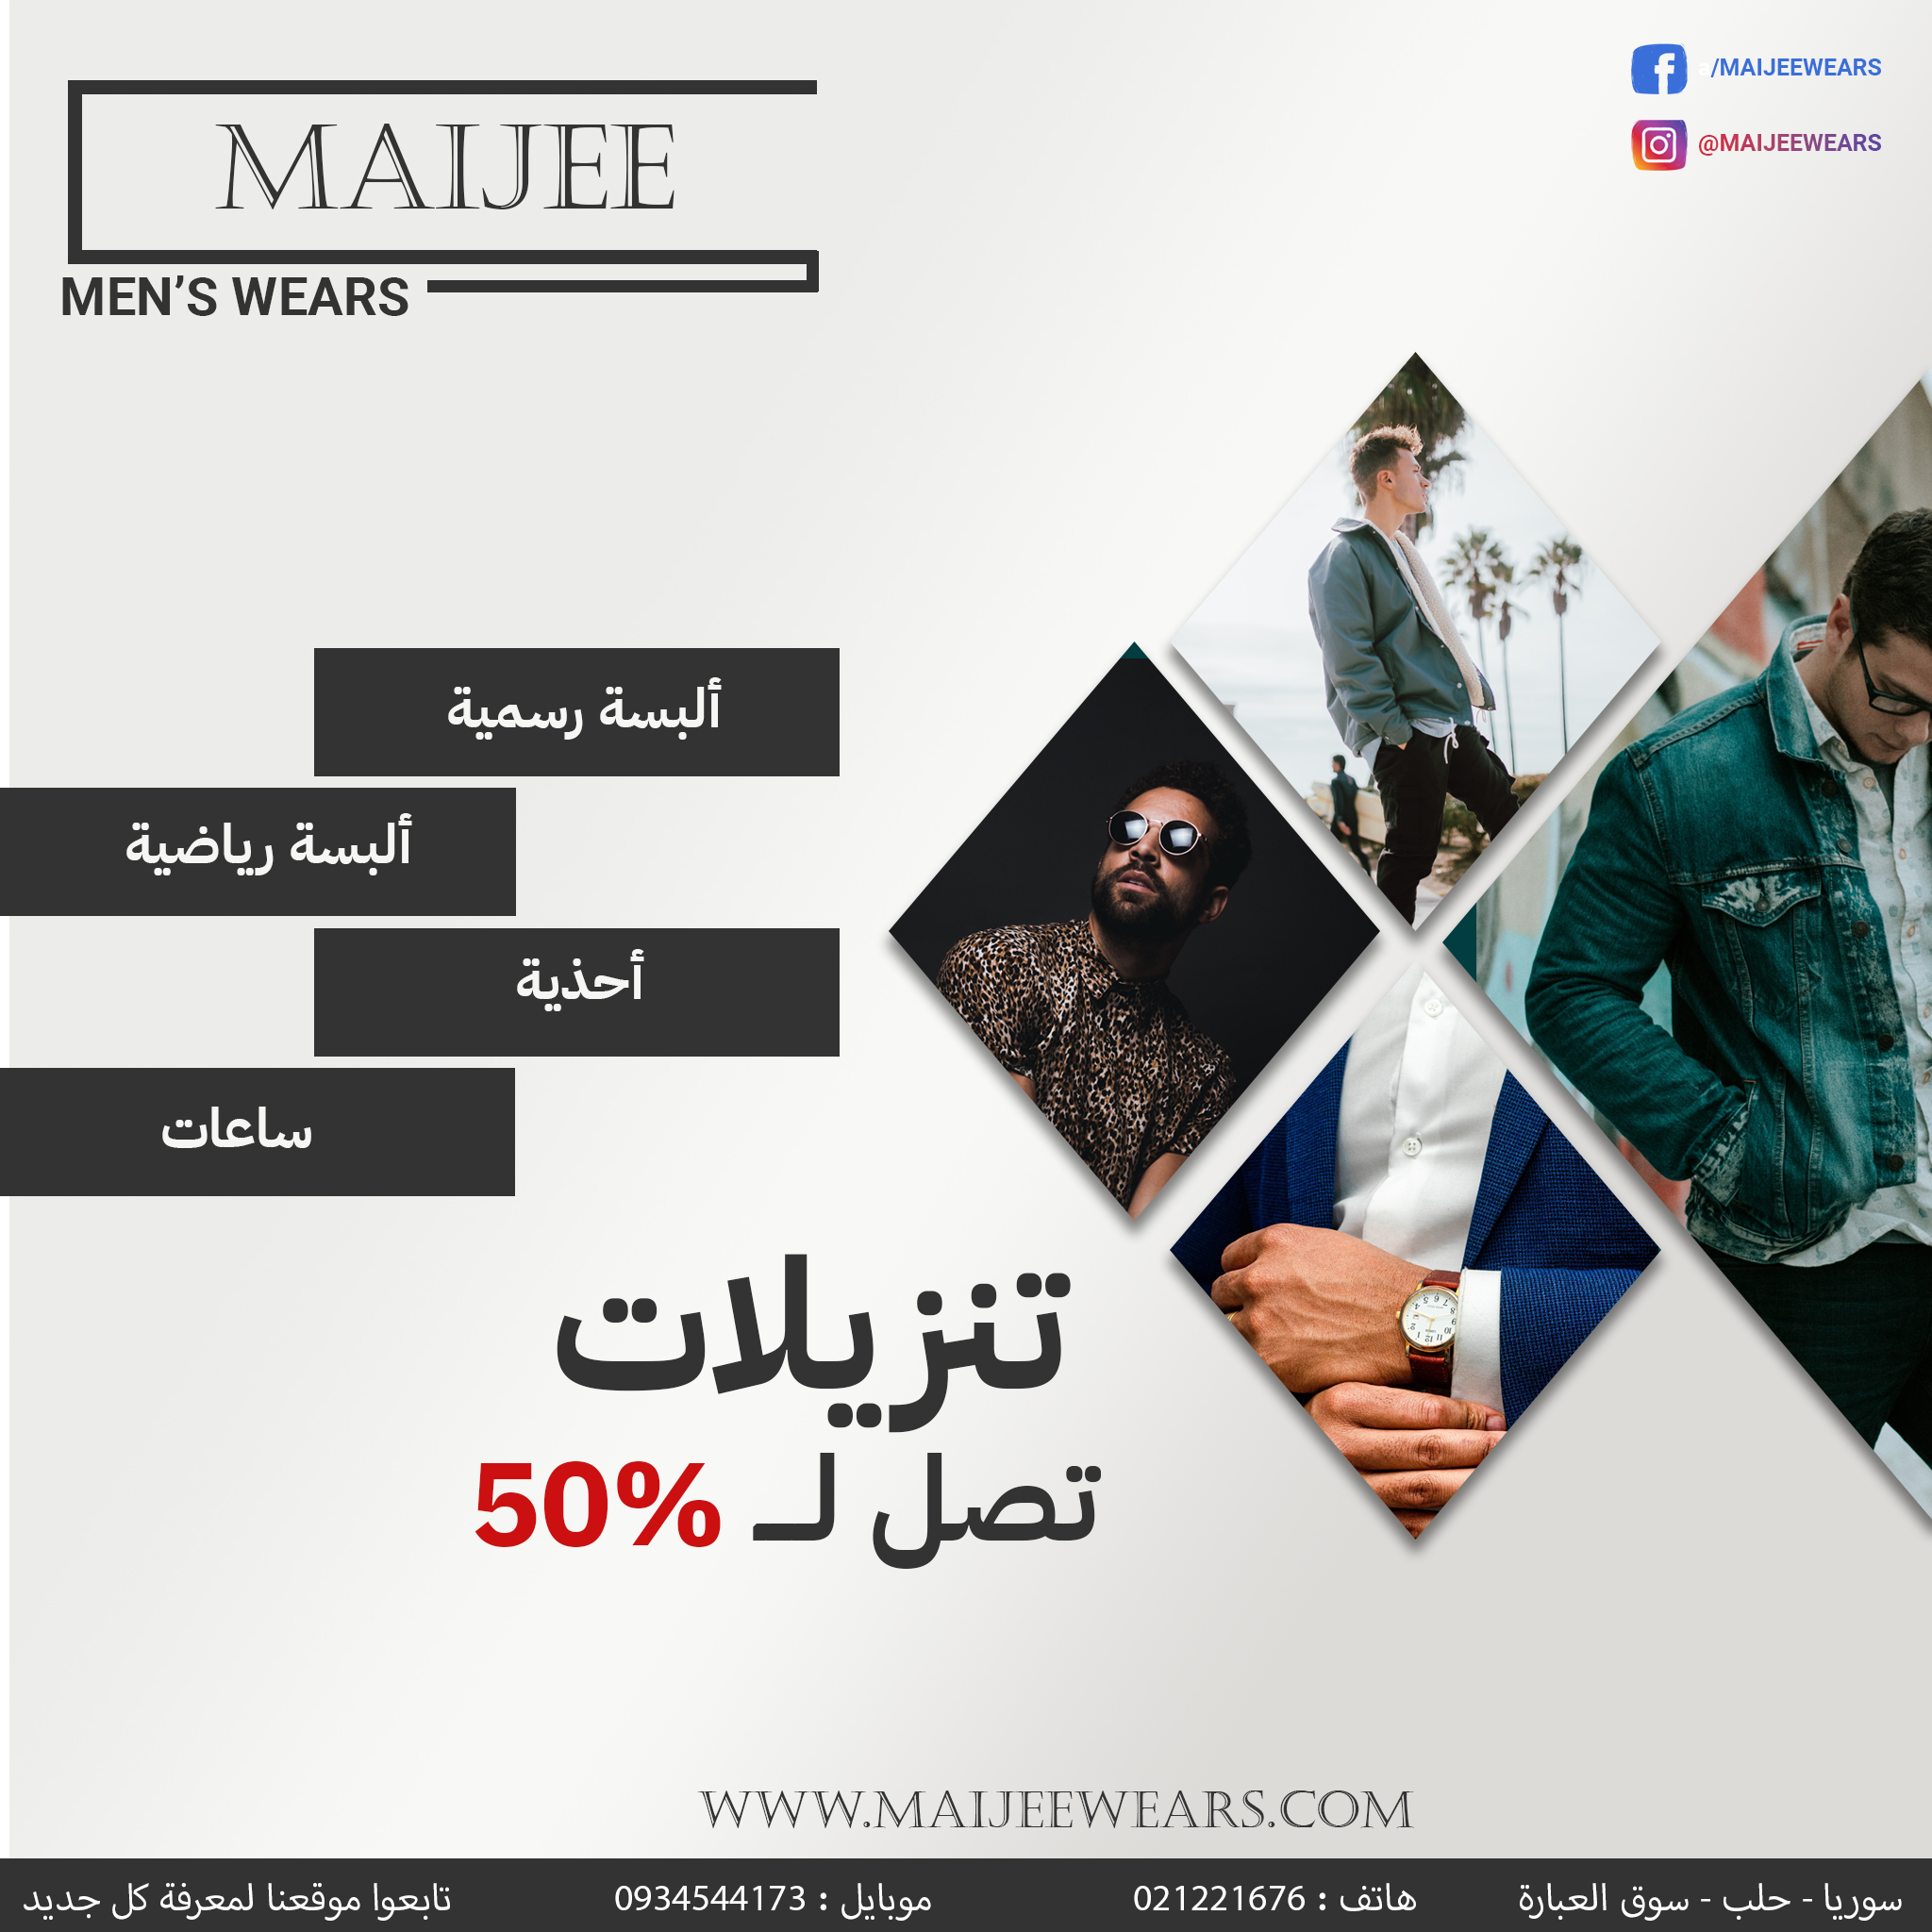 MAIJEE
MEN’S WEARS
a/MAIJEEWEARS
@MAIJEEWEARS
ألبسة رسمية
ألبسة رياضية
أحذية
ساعات
تنزيلات
تصل لـ 50%
WWW.MAIJEEWEARS.COM
سوريا - حلب - سوق العبارة
هاتف : 021221676
موبايل : 0934544173
تابعوا موقعنا لمعرفة كل جديد